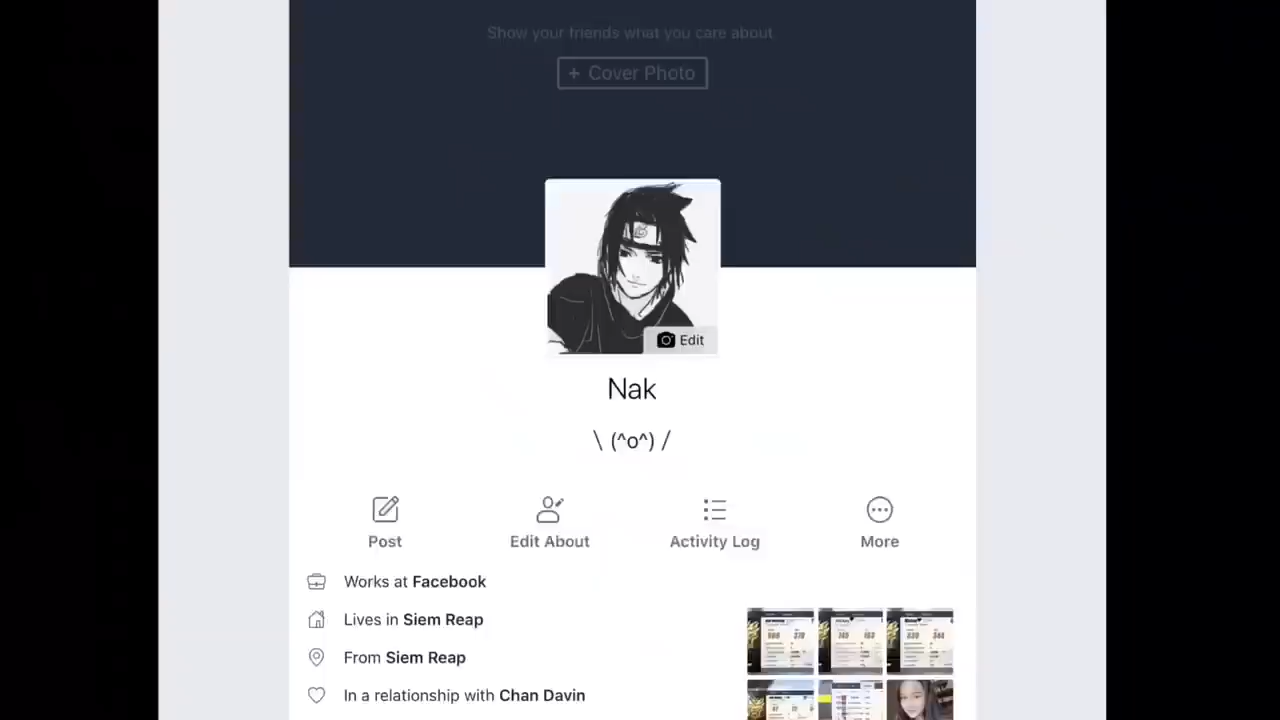 Show your friends what you care about
+ Cover Photo
Edit
Nak
\ (^o^) /
Post
Edit About
Activity Log
More
Works at Facebook
Lives in Siem Reap
From Siem Reap
In a relationship with Chan Davin